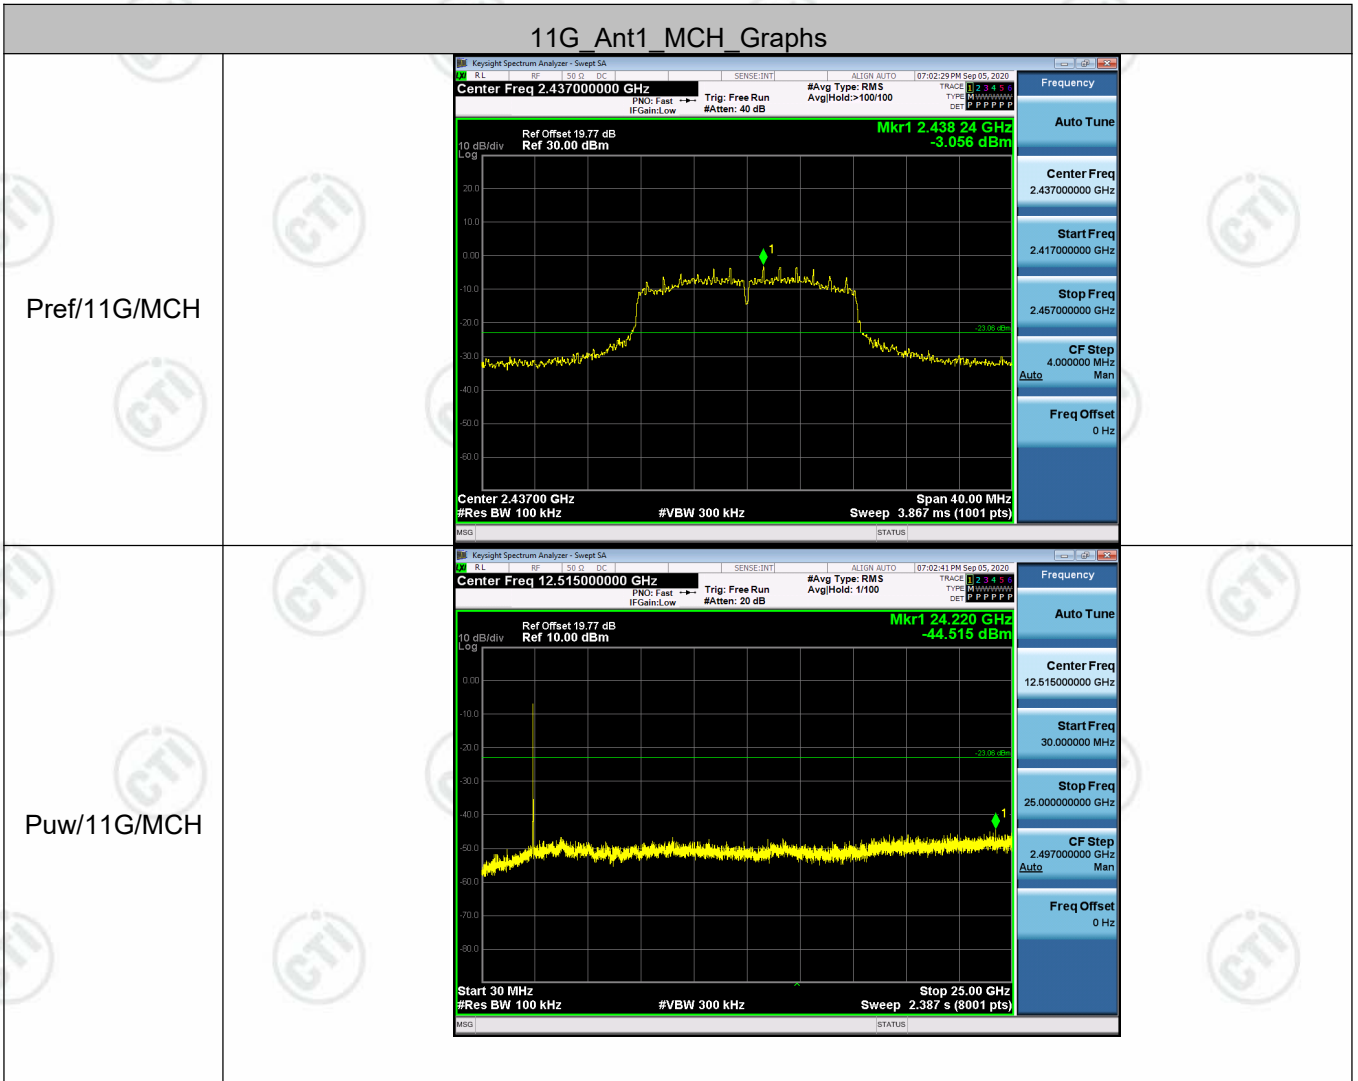 11G_Ant1_MCH_Graphs
Pref/11G/MCH
Keysight Spectrum Analyzer - Swept SA
RL RF 50 Ω DC SENSE:INT ALIGN AUTO 07:02:29 PM Sep 05, 2020
Center Freq 2.437000000 GHz
PNO: Fast
IFGain:Low
Trig: Free Run
#Atten: 40 dB
#Avg Type: RMS
Avg|Hold:>100/100
TRACE 1 2 3 4 5 6
TYPE M W W W W W
DET P P P P P P
Ref Offset 19.77 dB
Ref 30.00 dBm
10 dB/div
Log
Mkr1 2.438 24 GHz
-3.056 dBm
20.0
10.0
0.00
-10.0
-20.0
-30.0
-40.0
-50.0
-60.0
1
-23.06 dBm
Center 2.43700 GHz
Span 40.00 MHz
#Res BW 100 kHz
#VBW 300 kHz
Sweep 3.867 ms (1001 pts)
MSG
STATUS
Frequency
Auto Tune
Center Freq
2.437000000 GHz
Start Freq
2.417000000 GHz
Stop Freq
2.457000000 GHz
CF Step
4.000000 MHz
Auto Man
Freq Offset
0 Hz
Puw/11G/MCH
Keysight Spectrum Analyzer - Swept SA
RL RF 50 Ω DC SENSE:INT ALIGN AUTO 07:02:41 PM Sep 05, 2020
Center Freq 12.515000000 GHz
PNO: Fast
IFGain:Low
Trig: Free Run
#Atten: 20 dB
#Avg Type: RMS
Avg|Hold: 1/100
TRACE 1 2 3 4 5 6
TYPE M W W W W W
DET P P P P P P
Ref Offset 19.77 dB
Ref 10.00 dBm
10 dB/div
Log
Mkr1 24.220 GHz
-44.515 dBm
0.00
-10.0
-20.0
-30.0
-40.0
-50.0
-60.0
-70.0
-80.0
-23.06 dBm
1
Start 30 MHz
Stop 25.00 GHz
#Res BW 100 kHz
#VBW 300 kHz
Sweep 2.387 s (8001 pts)
MSG
STATUS
Frequency
Auto Tune
Center Freq
12.515000000 GHz
Start Freq
30.000000 MHz
Stop Freq
25.000000000 GHz
CF Step
2.497000000 GHz
Auto Man
Freq Offset
0 Hz
CTI